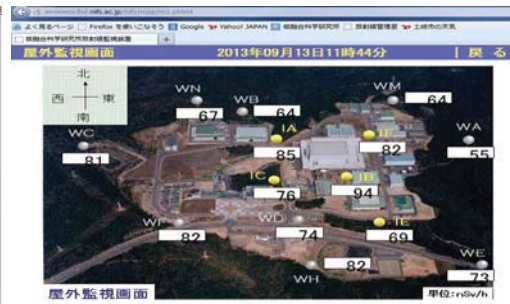 よく見るページ Firefox を使いこなそう Google Yahoo! JAPAN 核融合科学研究所 放射線管理室 土岐市の天気
核融合科学研究所放射線監視装置
屋外監視画面 2013年09月13日11時44分 | 戻る
北
西 東
南
WN
67
WB
64
WM
64
WC
81
IA
85
IF
82
WA
55
IC
76
IB
94
WF
82
WD
74
IE
69
WH
82
WE
73
屋外監視画面 単位:nSv/h